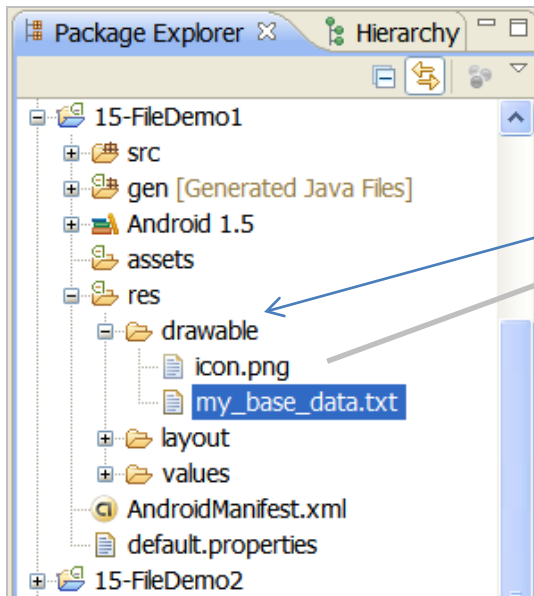 Package Explorer Hierarchy
15-FileDemo1
src
gen [Generated Java Files]
Android 1.5
assets
res
drawable
icon.png
my_base_data.txt
layout
values
AndroidManifest.xml
default.properties
15-FileDemo2